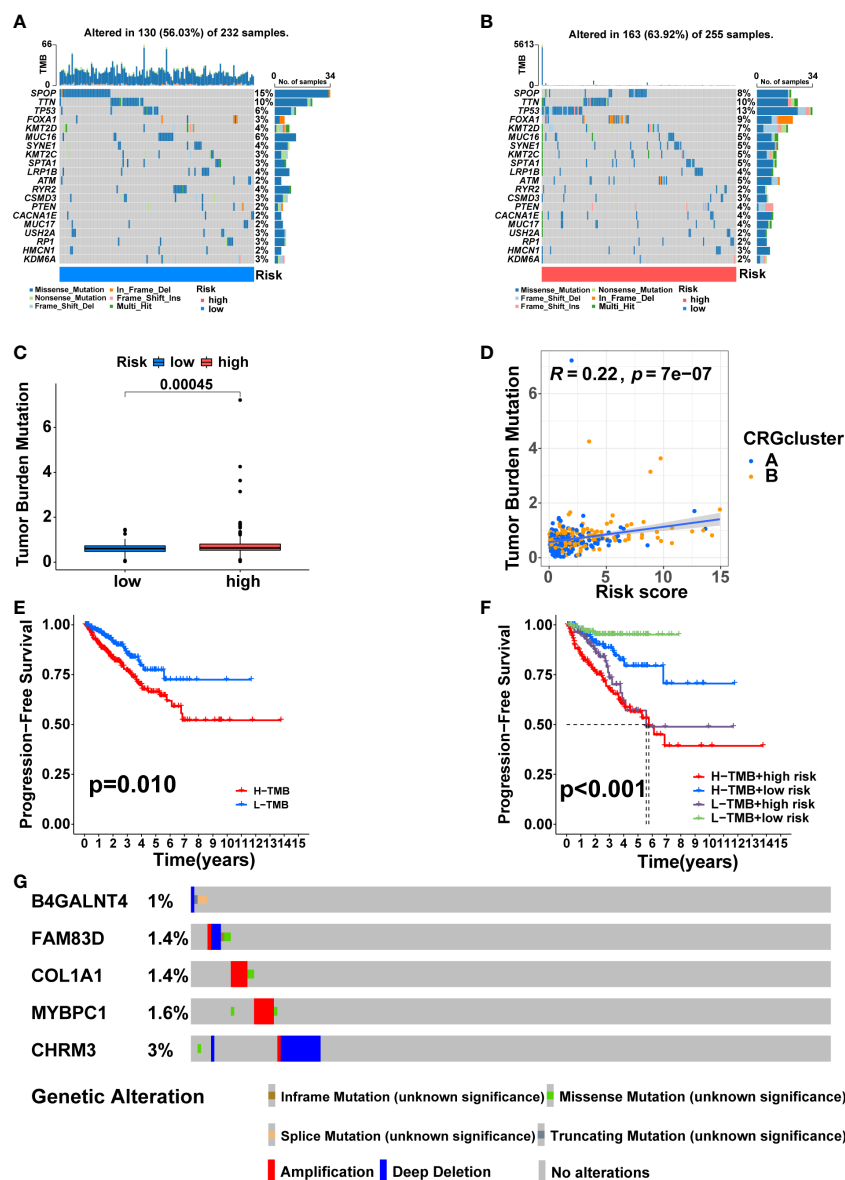 A
Altered in 130 (56.03%) of 232 samples.
66
TMB
0
No. of samples
0 34
SPOP 15%
TTN 10%
TP53 6%
FOXA1 3%
KMT2D 4%
MUC16 6%
SYNE1 4%
KMT2C 3%
SPTA1 3%
LRP1B 4%
ATM 2%
RYR2 4%
CSMD3 3%
PTEN 2%
CACNA1E 2%
MUC17 2%
USH2A 3%
RP1 3%
HMCN1 2%
KDM6A 3%
Risk
Missense_Mutation In_Frame_Del Risk
Nonsense_Mutation Frame_Shift_Ins high
Frame_Shift_Del Multi_Hit low
B
Altered in 163 (63.92%) of 255 samples.
5613
TMB
0
No. of samples
0 34
SPOP 8%
TTN 10%
TP53 13%
FOXA1 9%
KMT2D 7%
MUC16 5%
SYNE1 5%
KMT2C 5%
SPTA1 5%
LRP1B 4%
ATM 5%
RYR2 2%
CSMD3 3%
PTEN 4%
CACNA1E 4%
MUC17 4%
USH2A 2%
RP1 2%
HMCN1 3%
KDM6A 2%
Risk
Missense_Mutation Nonsense_Mutation Risk
Frame_Shift_Del In_Frame_Del high
Frame_Shift_Ins Multi_Hit low
C
Risk low high
0.00045
Tumor Burden Mutation
6
4
2
0
low high
D
R = 0.22, p = 7e−07
Tumor Burden Mutation
6
4
2
0
0 5 10 15
Risk score
CRGcluster
A
B
E
Progression−Free Survival
1.00
0.75
0.50
0.25
0.00
p=0.010
H−TMB
L−TMB
0 1 2 3 4 5 6 7 8 9 10 11 12 13 14 15
Time(years)
F
Progression−Free Survival
1.00
0.75
0.50
0.25
0.00
p<0.001
H−TMB+high risk
H−TMB+low risk
L−TMB+high risk
L−TMB+low risk
0 1 2 3 4 5 6 7 8 9 10 11 12 13 14 15
Time(years)
G
B4GALNT4 1%
FAM83D 1.4%
COL1A1 1.4%
MYBPC1 1.6%
CHRM3 3%
Genetic Alteration
Inframe Mutation (unknown significance) Missense Mutation (unknown significance)
Splice Mutation (unknown significance) Truncating Mutation (unknown significance)
Amplification Deep Deletion No alterations